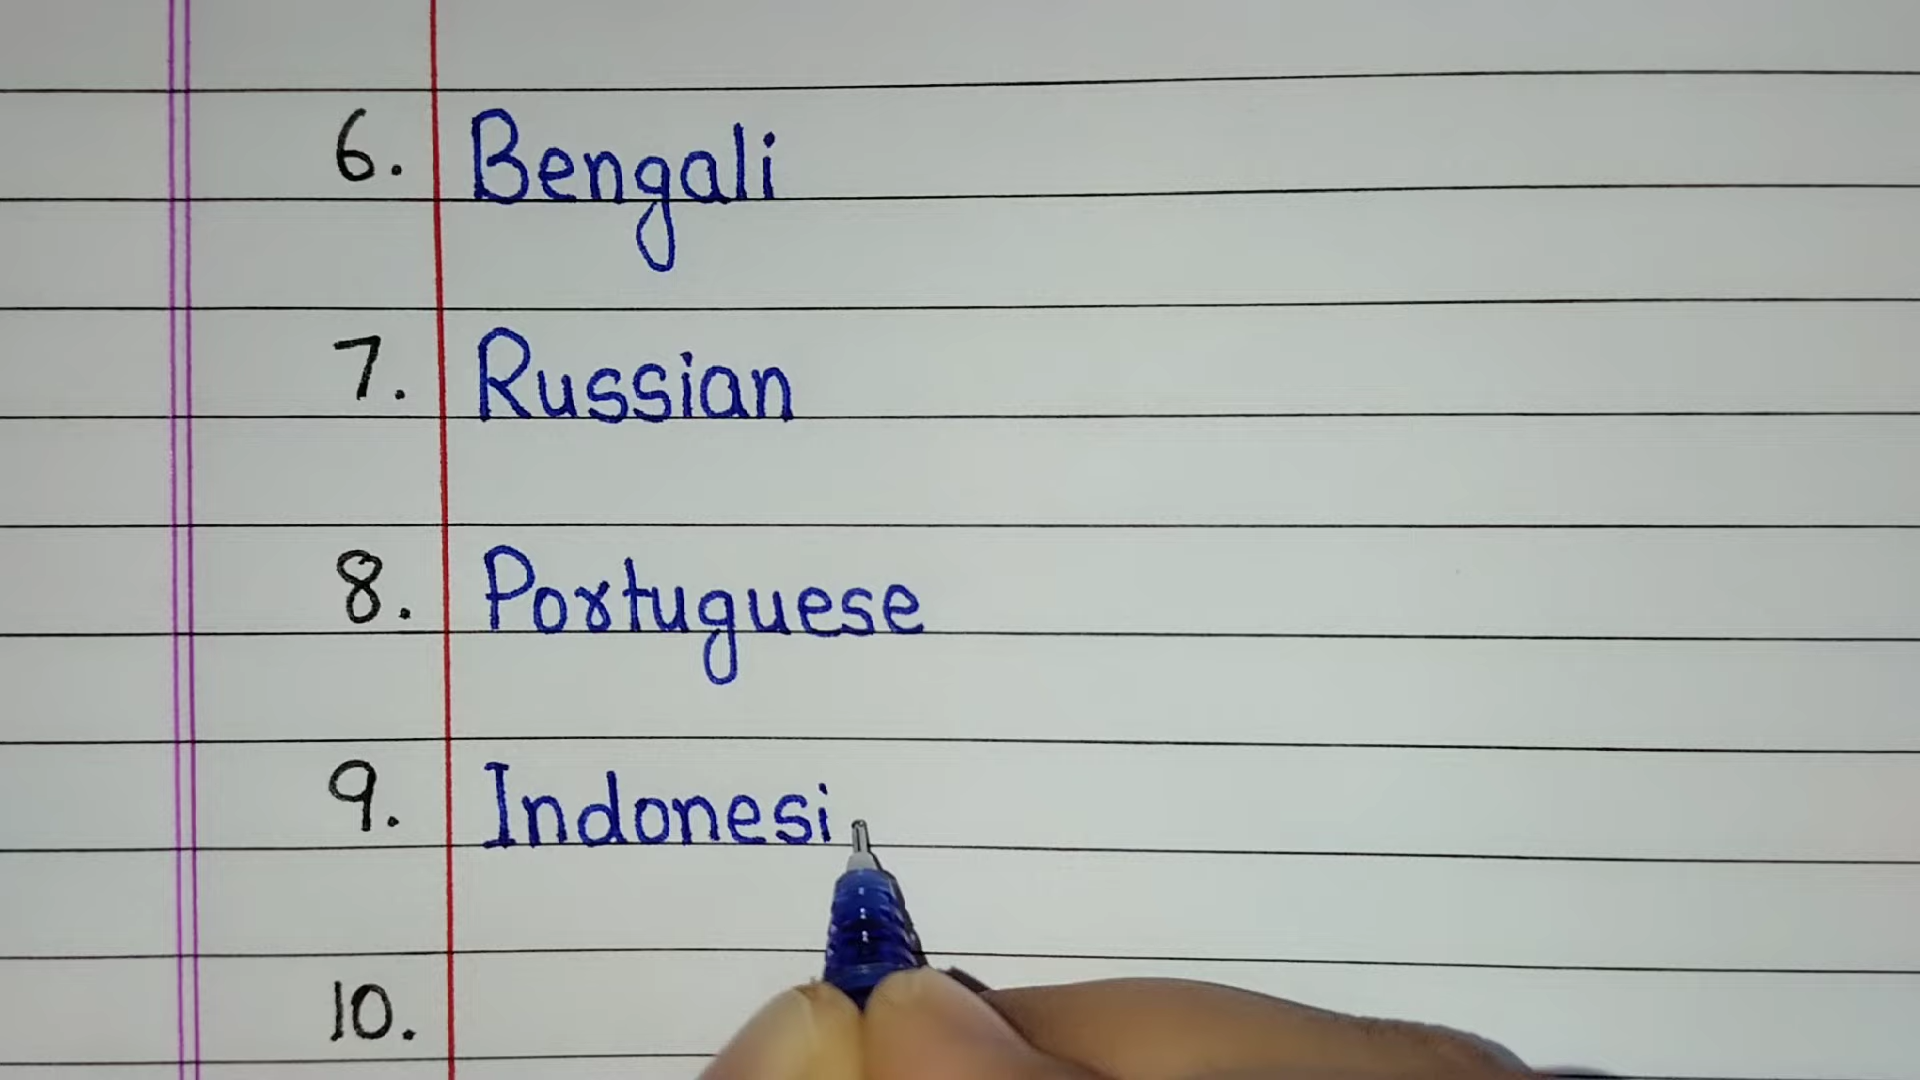 6. Bengali
7. Russian
8. Portuguese
9. Indonesi
10.